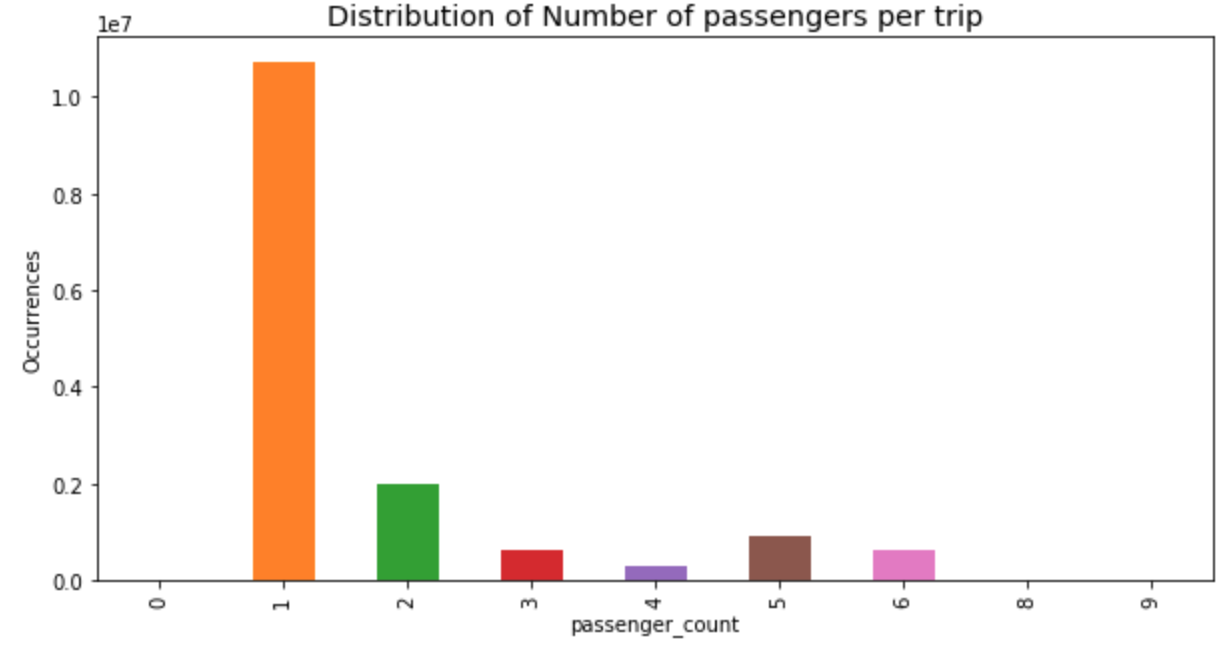 Distribution of Number of passengers per trip
1e7
1.0
0.8
0.6
0.4
0.2
0.0
Occurrences
0 1 2 3 4 5 6 8 9
passenger_count